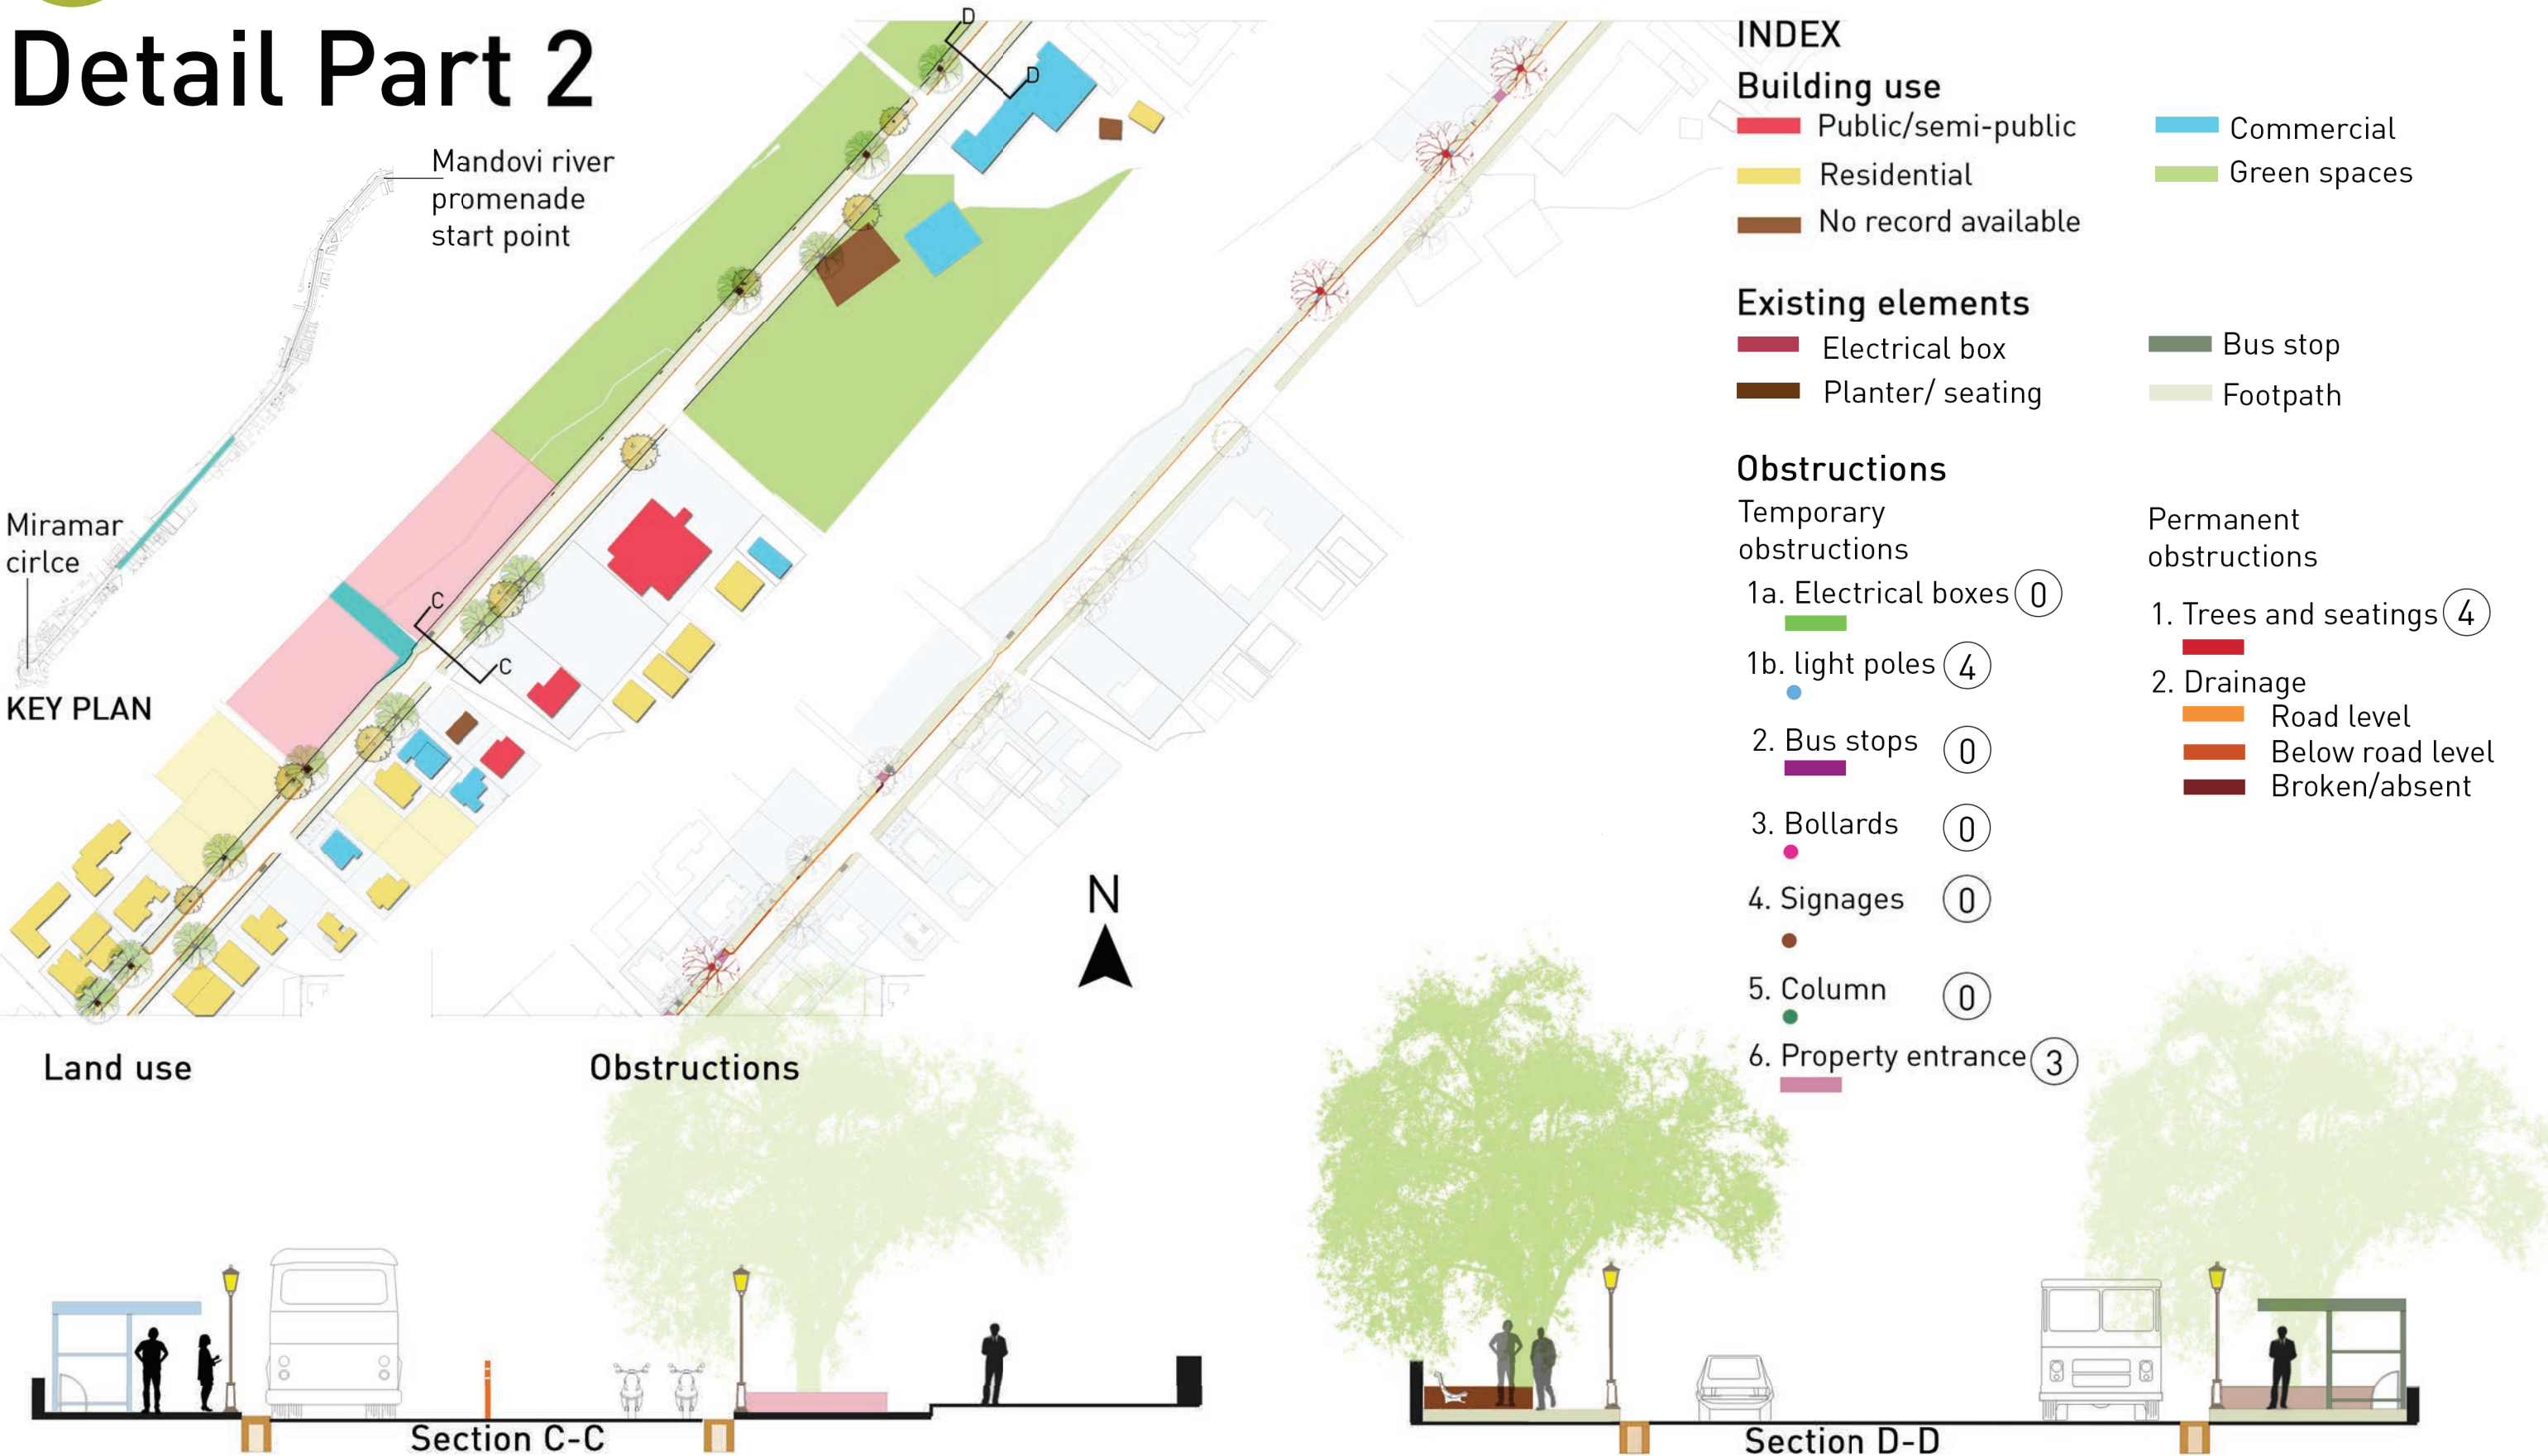 Detail Part 2
Mandovi river
promenade
start point
Miramar
cirlce
KEY PLAN
D
D
C
C
N
Land use
Obstructions
INDEX
Building use
Public/semi-public
Commercial
Residential
Green spaces
No record available
Existing elements
Electrical box
Bus stop
Planter/ seating
Footpath
Obstructions
Temporary
obstructions
1a. Electrical boxes 0
1b. light poles 4
2. Bus stops 0
3. Bollards 0
4. Signages 0
5. Column 0
6. Property entrance 3
Permanent
obstructions
1. Trees and seatings 4
2. Drainage
Road level
Below road level
Broken/absent
Section C-C
Section D-D